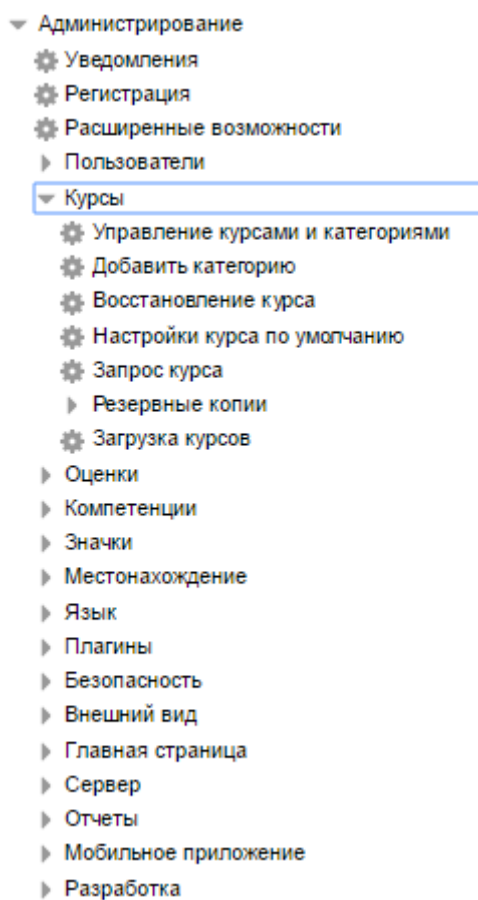 Администрирование
Уведомления
Регистрация
Расширенные возможности
Пользователи
Курсы
Управление курсами и категориями
Добавить категорию
Восстановление курса
Настройки курса по умолчанию
Запрос курса
Резервные копии
Загрузка курсов
Оценки
Компетенции
Значки
Местонахождение
Язык
Плагины
Безопасность
Внешний вид
Главная страница
Сервер
Отчеты
Мобильное приложение
Разработка